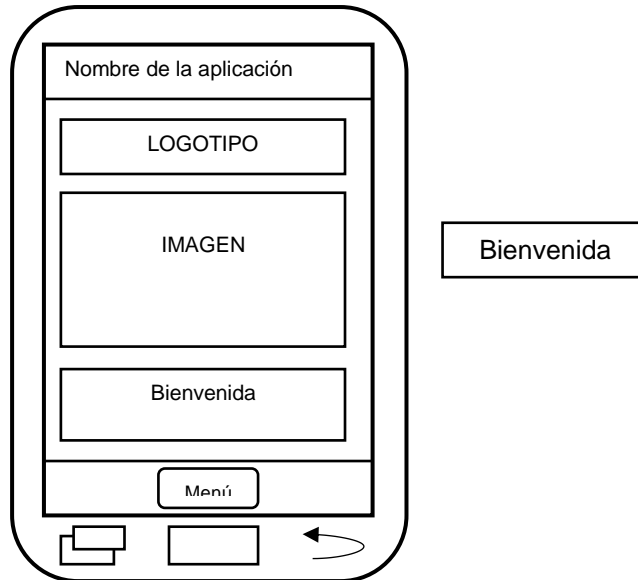 Nombre de la aplicación
LOGOTIPO
IMAGEN
Bienvenida
Menú
Bienvenida